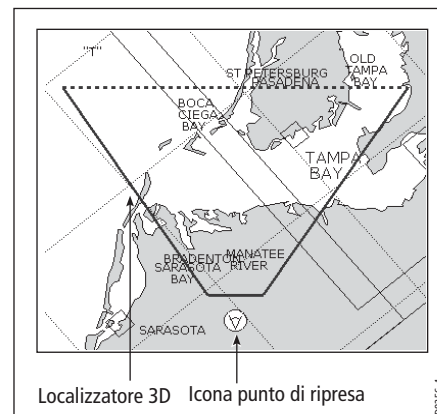 "T"
OLD
TAMPA
BAY
ST PETERSBURG
PASADENA
BOCA
CIEGA
BAY
TAMPA
BAY
BRADENTON
MANATEE
RIVER
SARASOTA
BAY
SARASOTA
Localizzatore 3D
Icona punto di ripresa